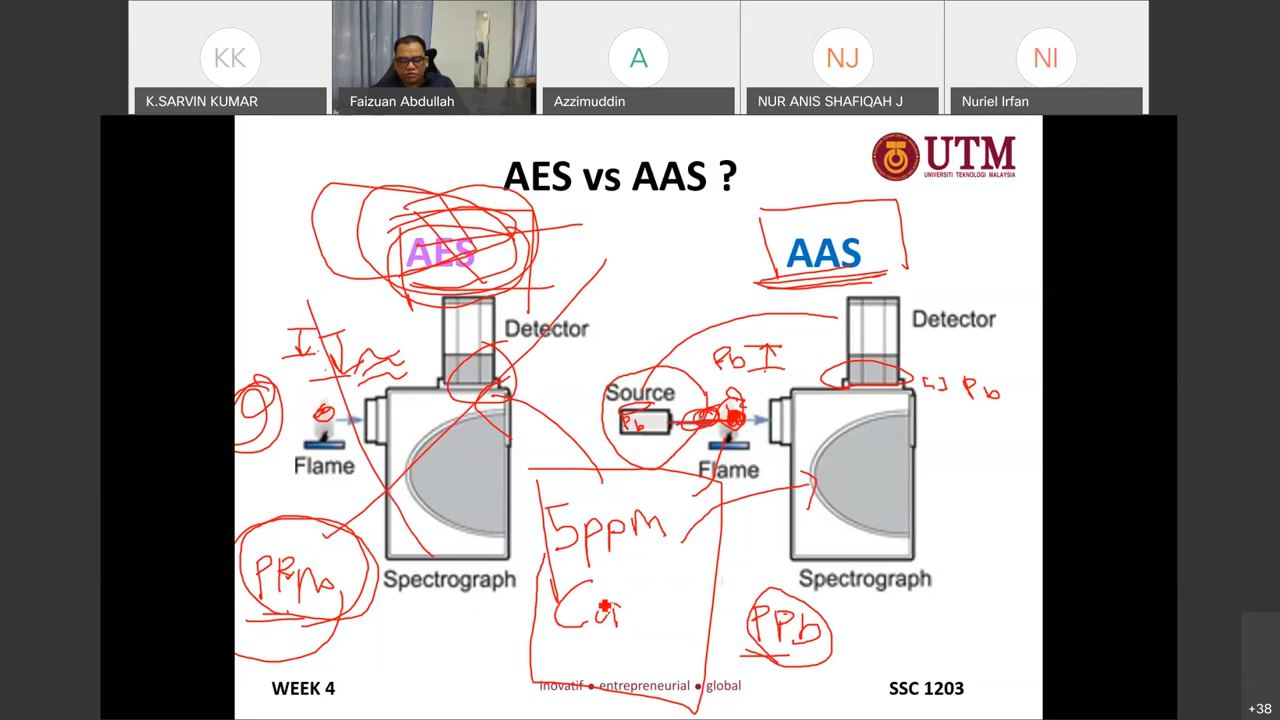 KK
A
NJ
NI
K.SARVIN KUMAR
Faizuan Abdullah
Azzimuddin
NUR ANIS SHAFIQAH J
Nuriel Irfan
UTM
UNIVERSITI TEKNOLOGI MALAYSIA
AES vs AAS ?
AES
AAS
Detector
Detector
Pb
Source
Pb
Pb
Flame
Flame
5ppm
Spectrograph
Spectrograph
PPm
Ca
PPb
WEEK 4
inovatif ● entrepreneurial ● global
SSC 1203
+38